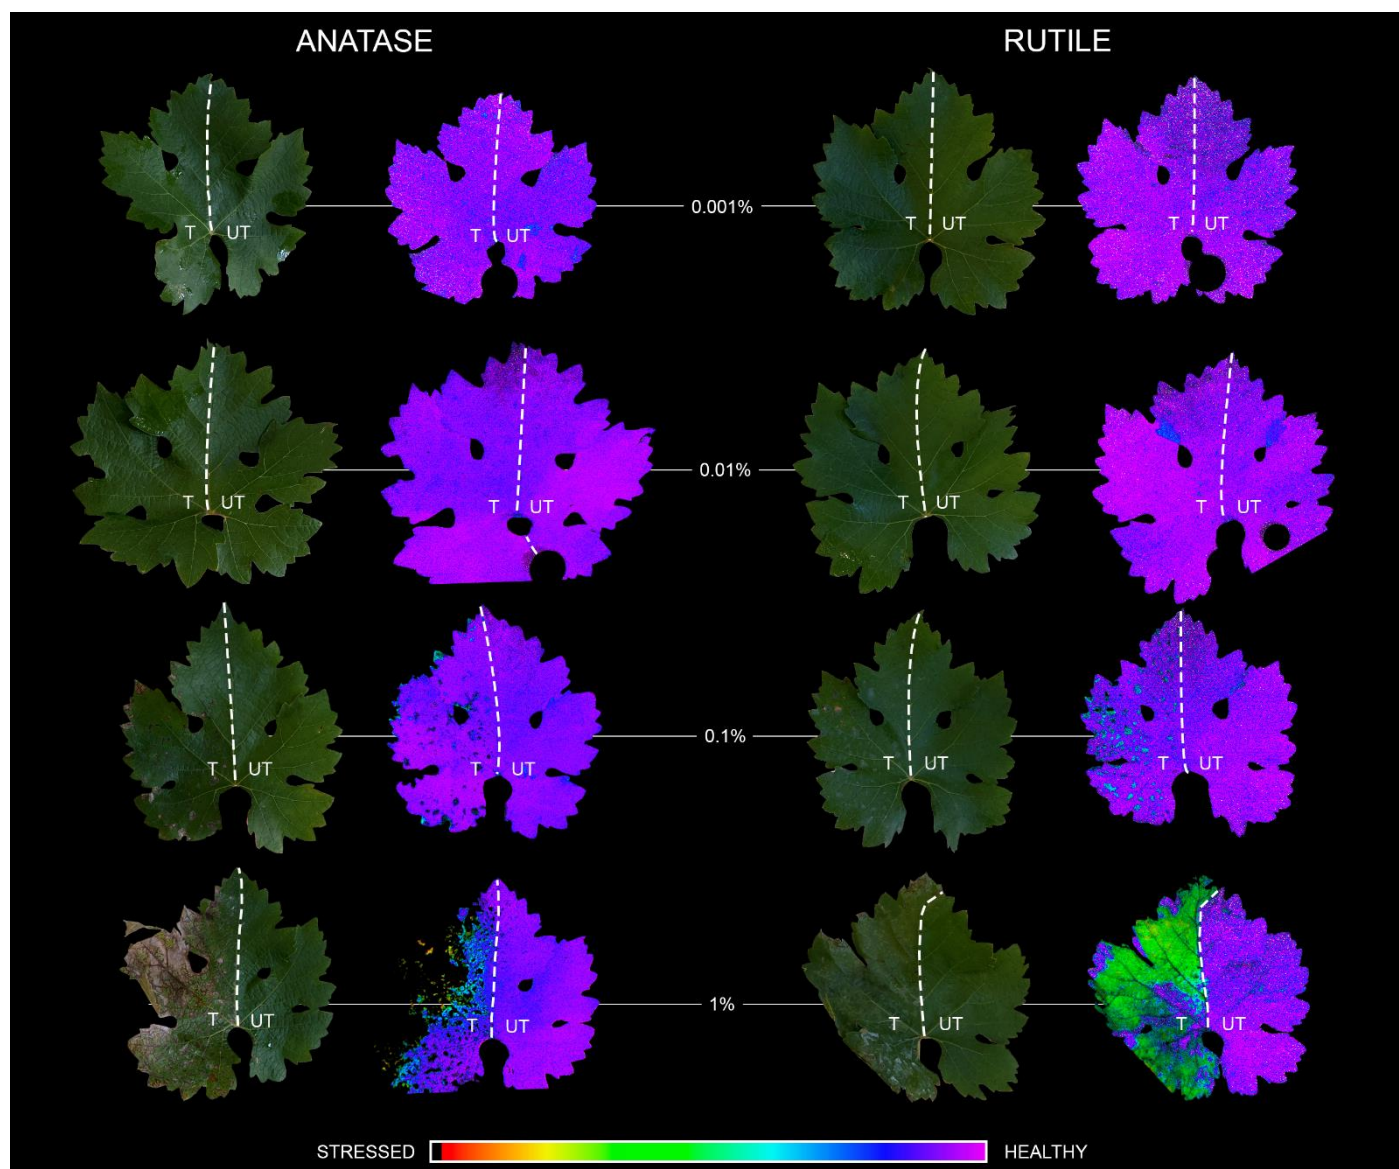 ANATASE RUTILE
T UT T UT 0.001% T UT T UT
T UT T UT 0.01% T UT T UT
T UT T UT 0.1% T UT T UT
T UT T UT 1% T UT T UT
STRESSED HEALTHY